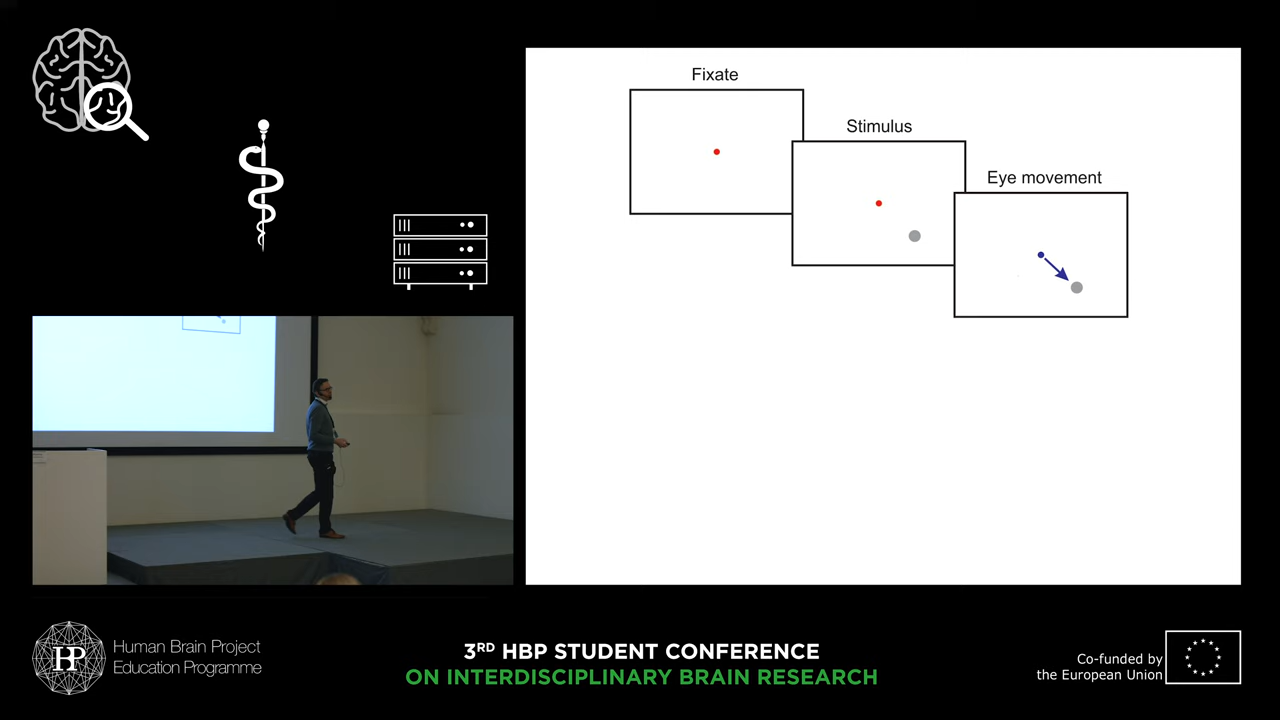 Fixate
Stimulus
Eye movement
HP
Human Brain Project
Education Programme
3RD HBP STUDENT CONFERENCE
ON INTERDISCIPLINARY BRAIN RESEARCH
Co-funded by
the European Union